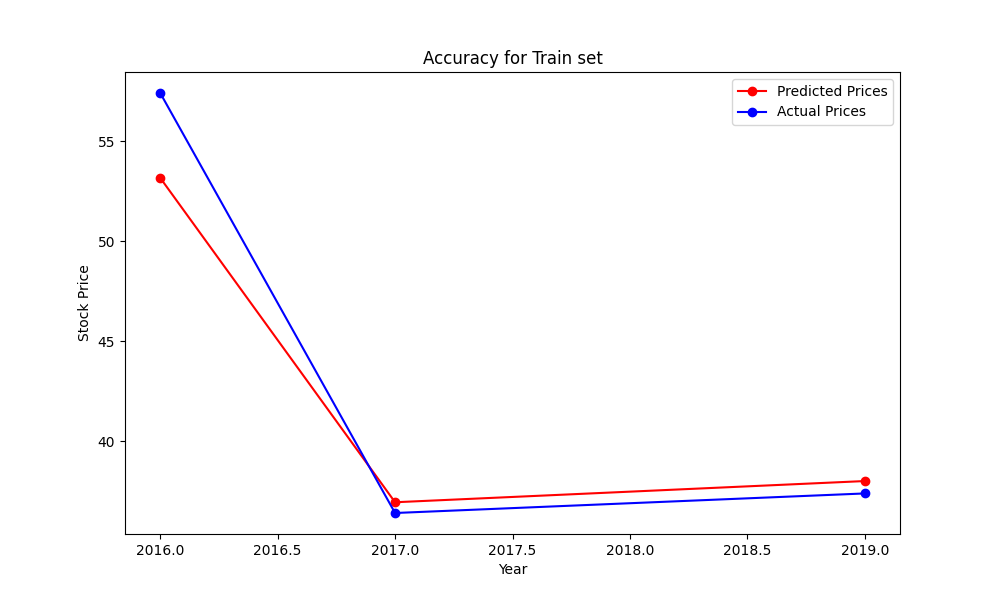 Accuracy for Train set
Predicted Prices
Actual Prices
55
50
45
40
Stock Price
2016.0 2016.5 2017.0 2017.5 2018.0 2018.5 2019.0
Year